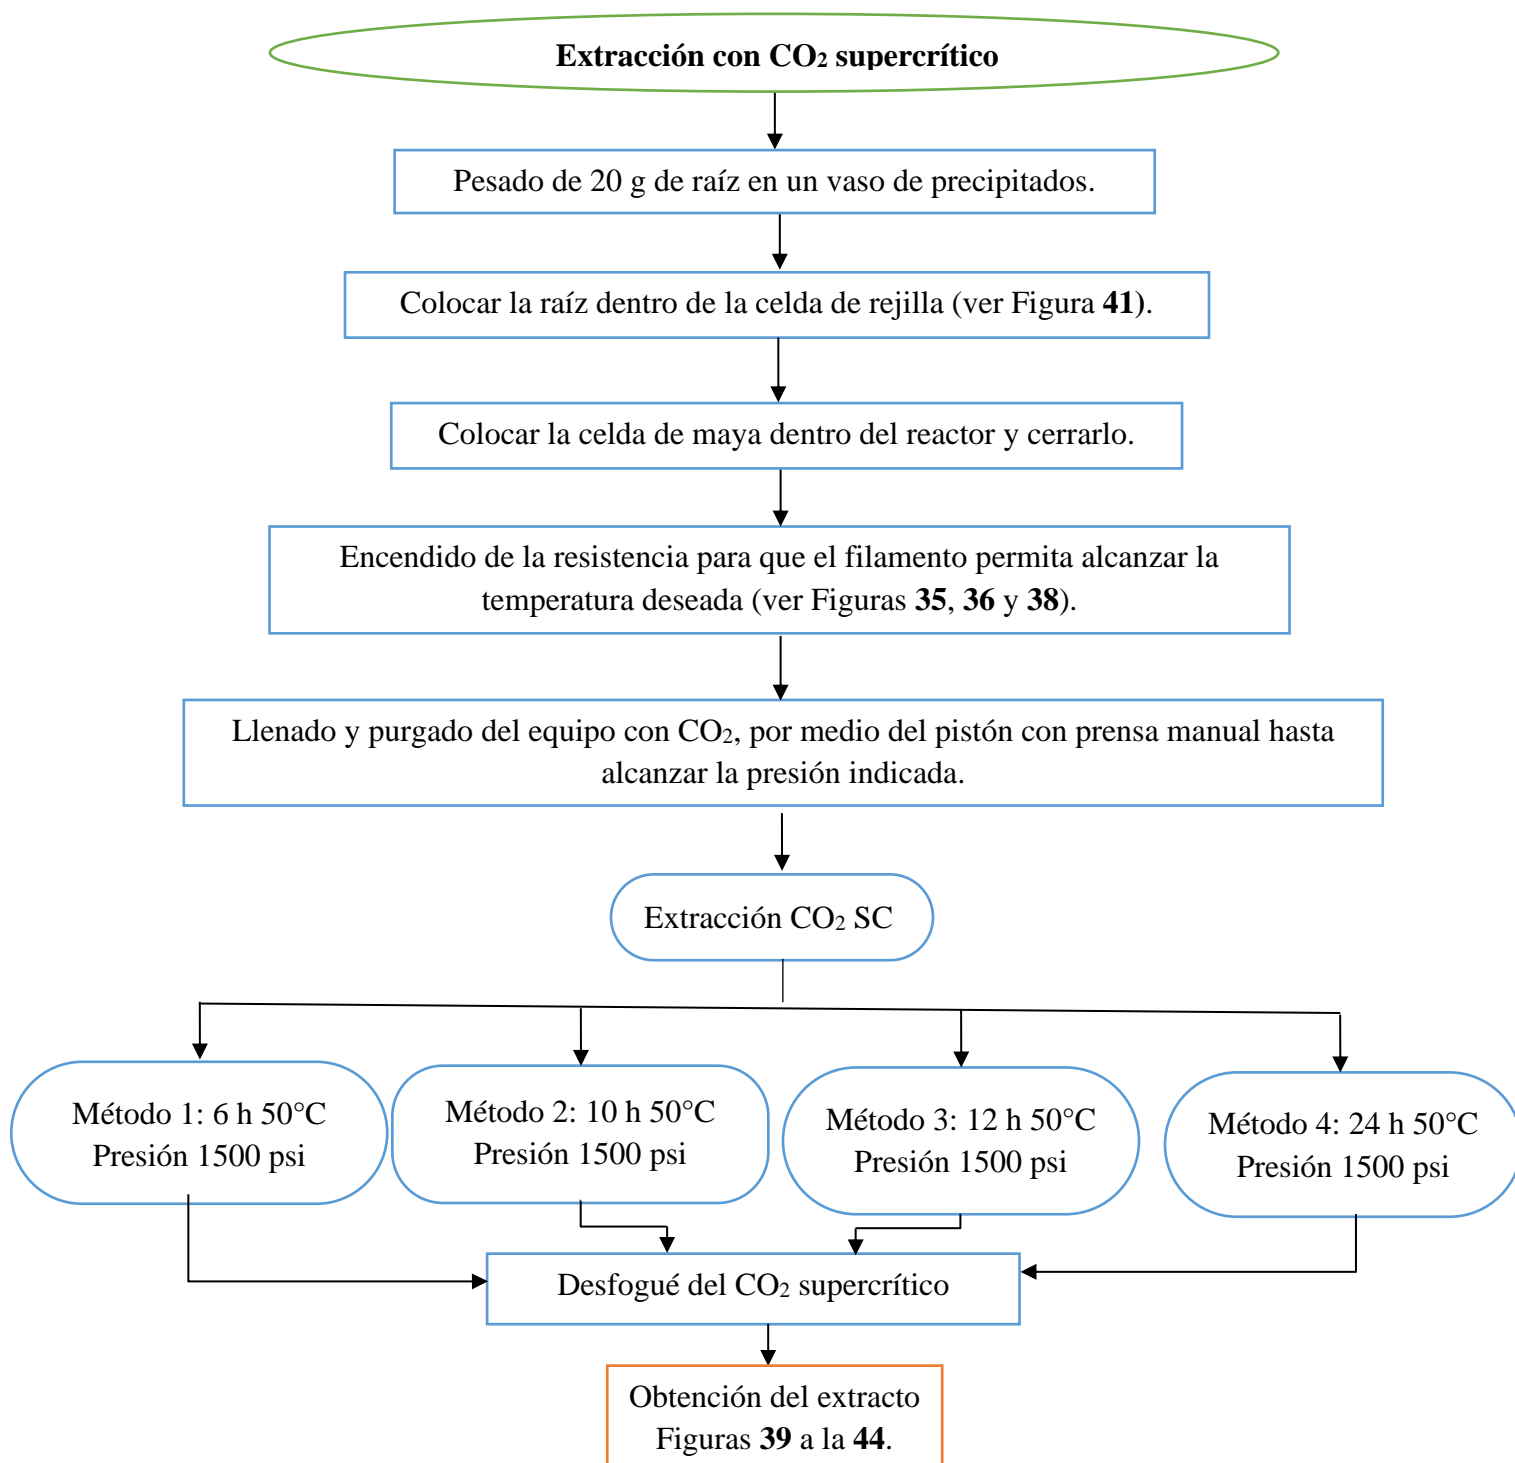 Extracción con CO₂ supercrítico
Pesado de 20 g de raíz en un vaso de precipitados.
Colocar la raíz dentro de la celda de rejilla (ver Figura 41).
Colocar la celda de maya dentro del reactor y cerrarlo.
Encendido de la resistencia para que el filamento permita alcanzar la
temperatura deseada (ver Figuras 35, 36 y 38).
Llenado y purgado del equipo con CO₂, por medio del pistón con prensa manual hasta
alcanzar la presión indicada.
Extracción CO₂ SC
Método 1: 6 h 50°C
Presión 1500 psi
Método 2: 10 h 50°C
Presión 1500 psi
Método 3: 12 h 50°C
Presión 1500 psi
Método 4: 24 h 50°C
Presión 1500 psi
Desfogué del CO₂ supercrítico
Obtención del extracto
Figuras 39 a la 44.